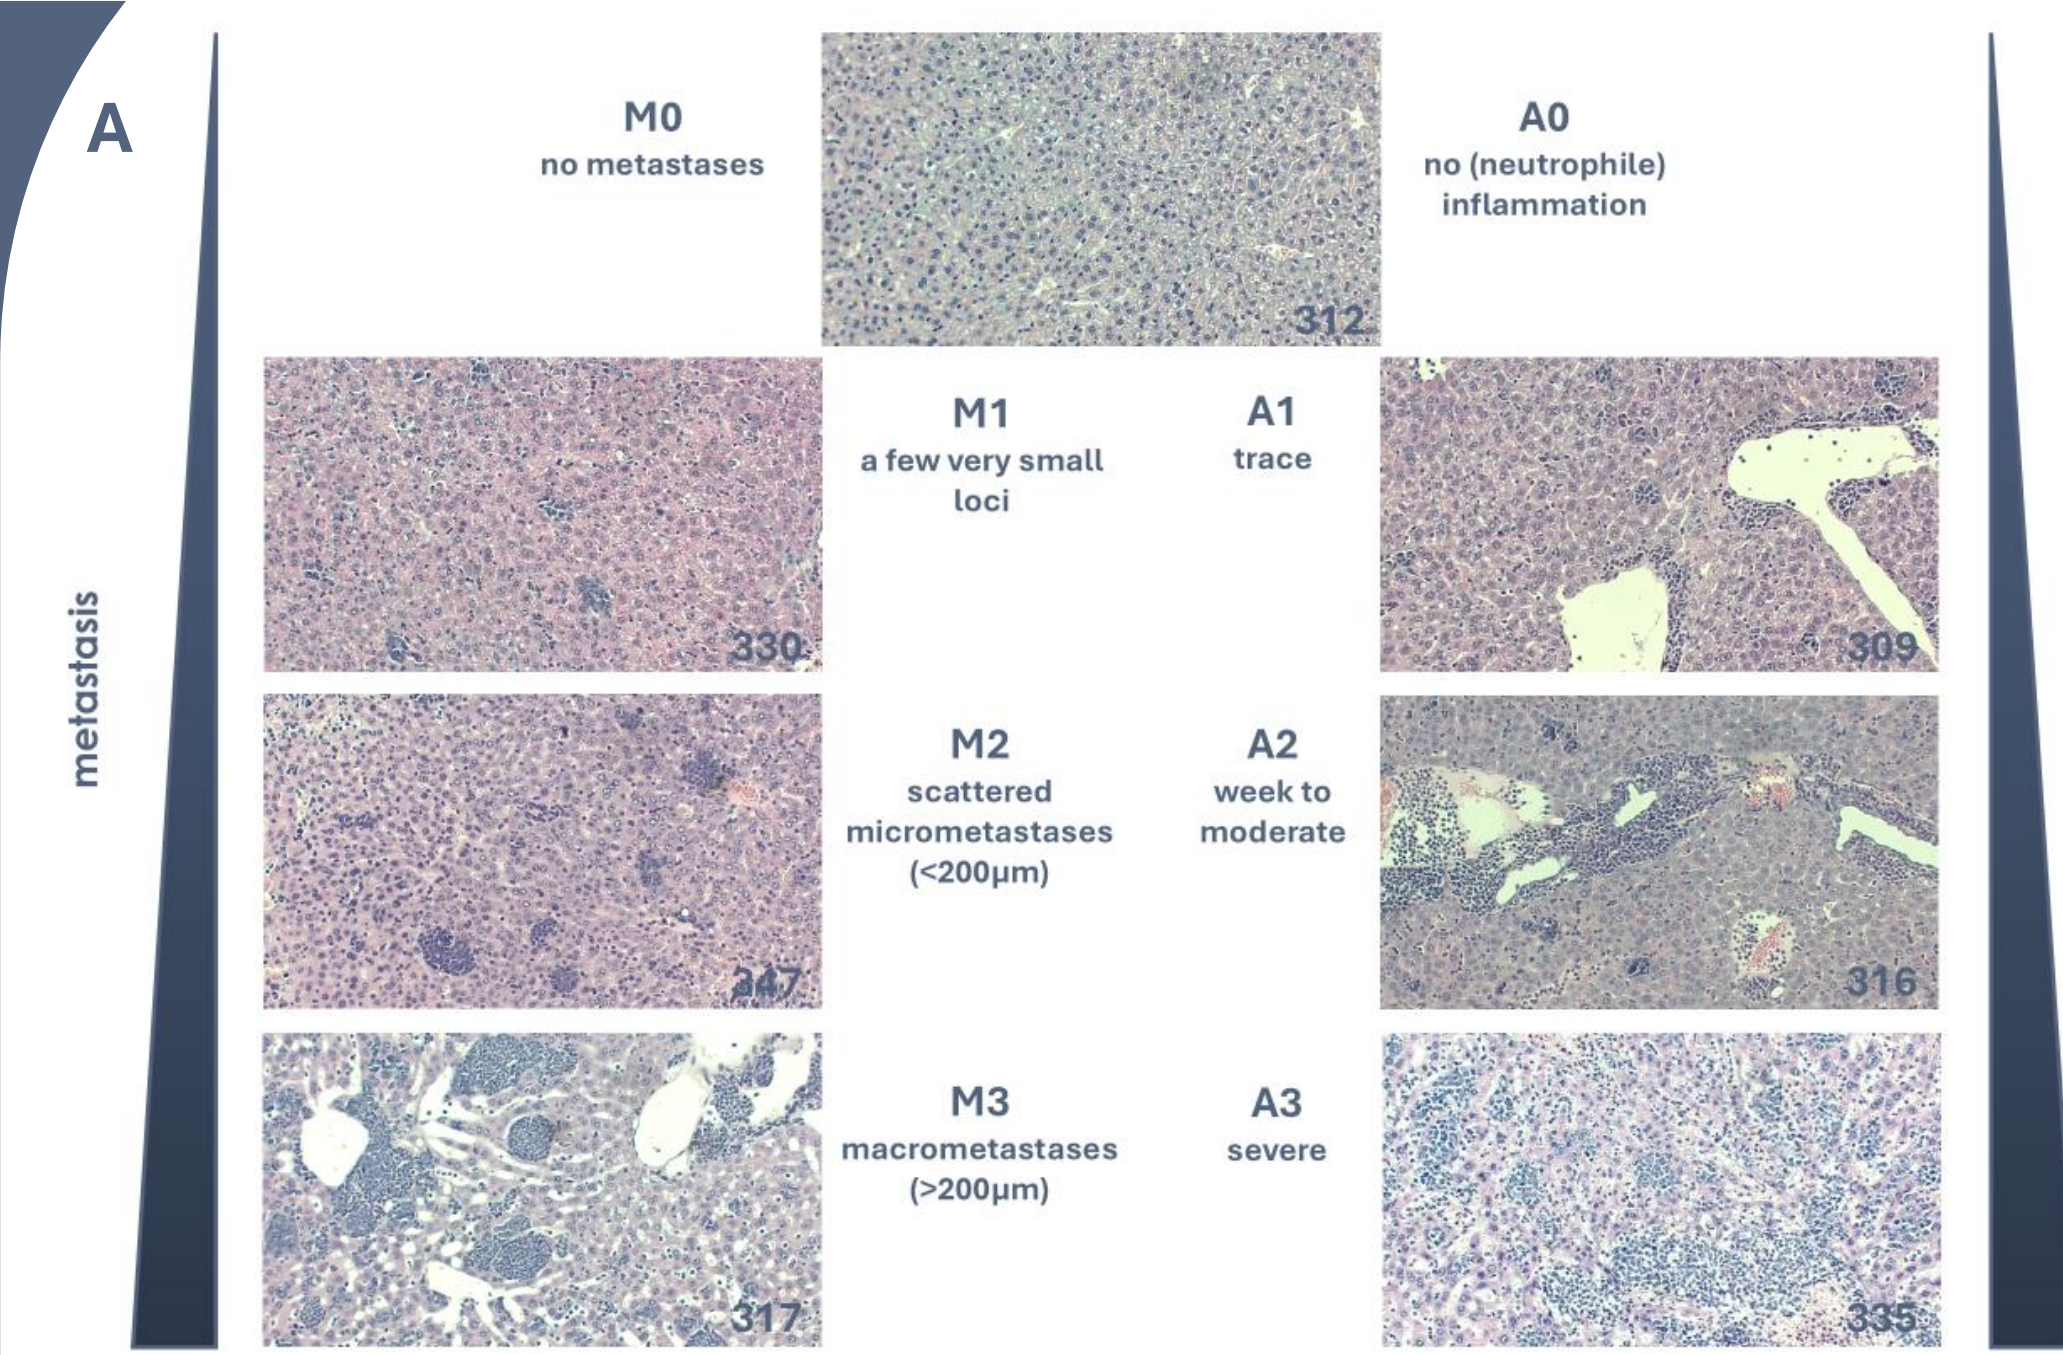 A
metastasis
M0
no metastases
312
A0
no (neutrophile)
inflammation
330
M1
a few very small
loci
A1
trace
309
347
M2
scattered
micrometastases
(<200µm)
A2
week to
moderate
316
317
M3
macrometastases
(>200µm)
A3
severe
335